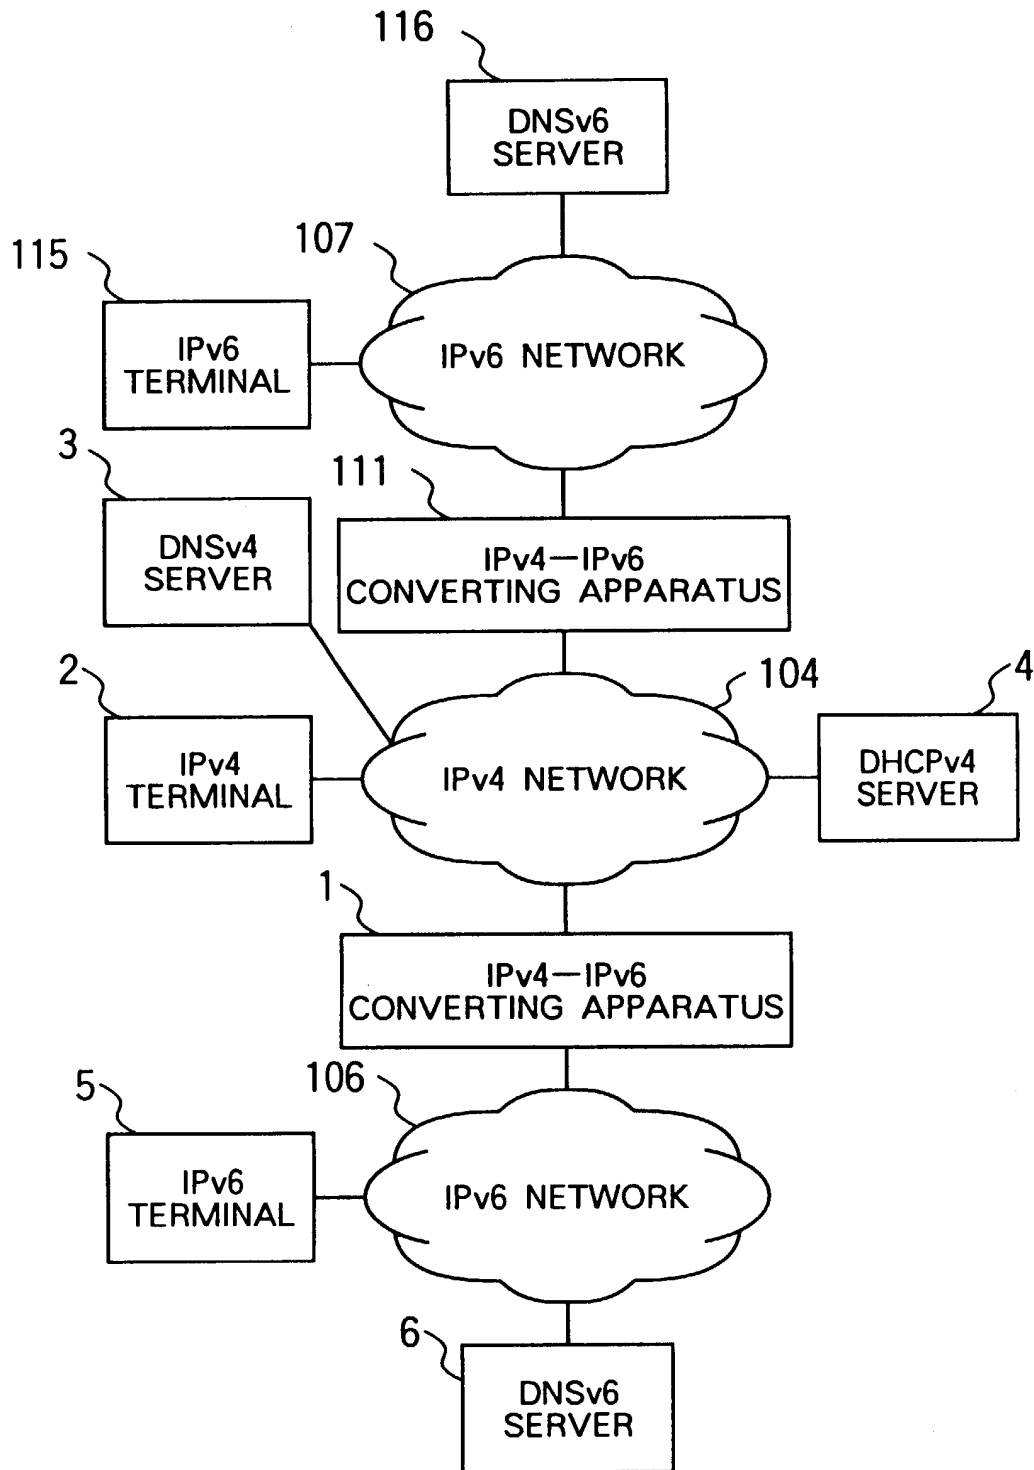 116
DNSv6
SERVER
107
115
IPv6
TERMINAL
IPv6 NETWORK
3
111
DNSv4
SERVER
IPv4—IPv6
CONVERTING APPARATUS
2
104
4
IPv4
TERMINAL
IPv4 NETWORK
DHCPv4
SERVER
1
IPv4—IPv6
CONVERTING APPARATUS
5
106
IPv6
TERMINAL
IPv6 NETWORK
6
DNSv6
SERVER